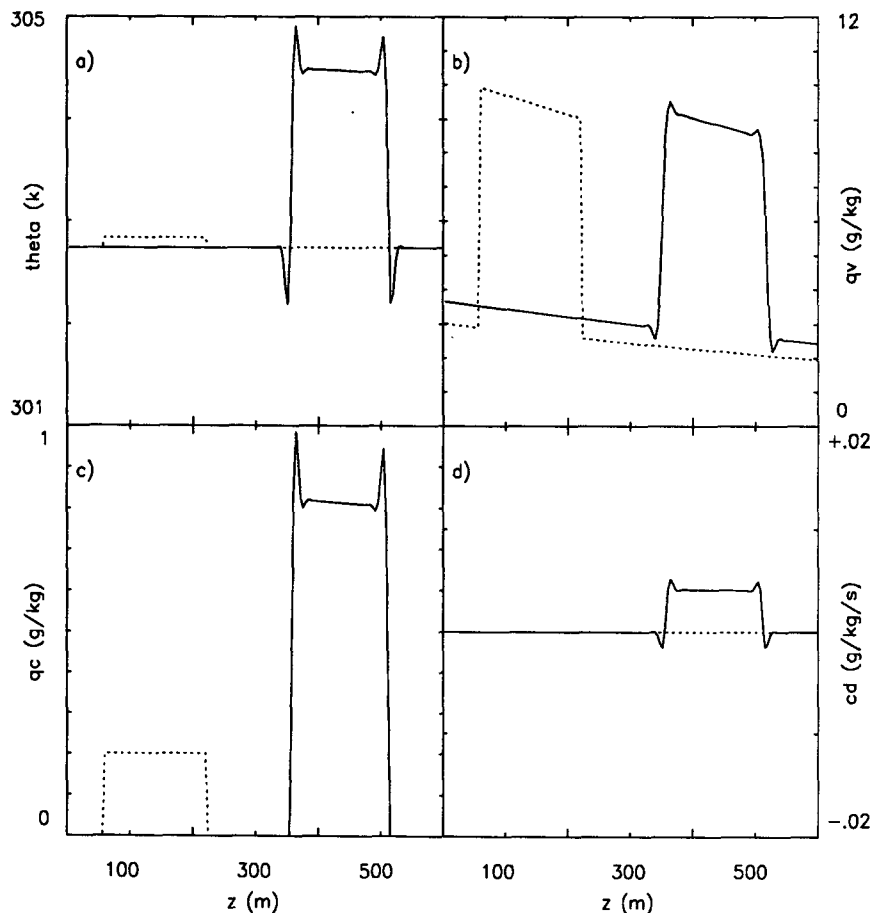 305
12
a)
b)
theta (k)
qv (g/kg)
301
0
1
+.02
c)
d)
qc (g/kg)
cd (g/kg/s)
0
-.02
100
300
500
100
300
500
z (m)
z (m)